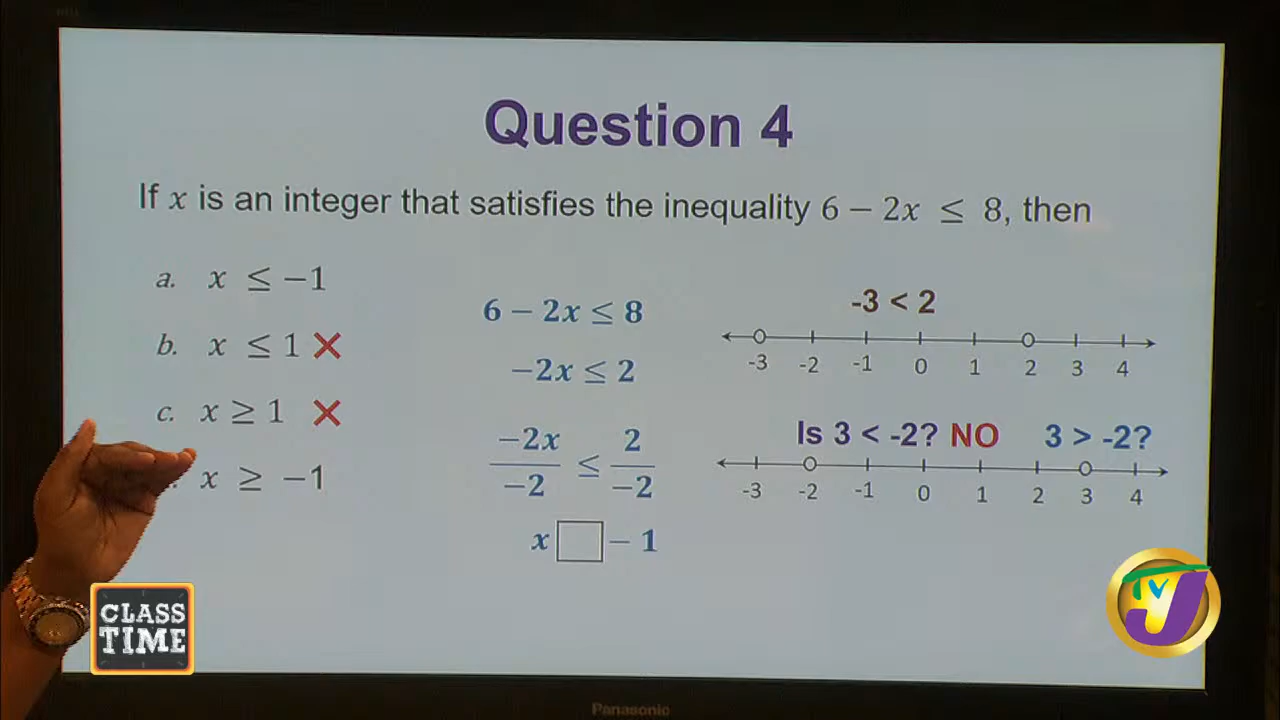 Question 4
If x is an integer that satisfies the inequality 6 − 2x ≤ 8, then
a. x ≤ −1
b. x ≤ 1 ✕
c. x ≥ 1 ✕
x ≥ −1
6 − 2x ≤ 8
−2x ≤ 2
−2x/−2 ≤ 2/−2
x □ − 1
-3 < 2
-3 -2 -1 0 1 2 3 4
Is 3 < -2? NO 3 > -2?
-3 -2 -1 0 1 2 3 4
CLASS
TIME
TVJ
Panasonic